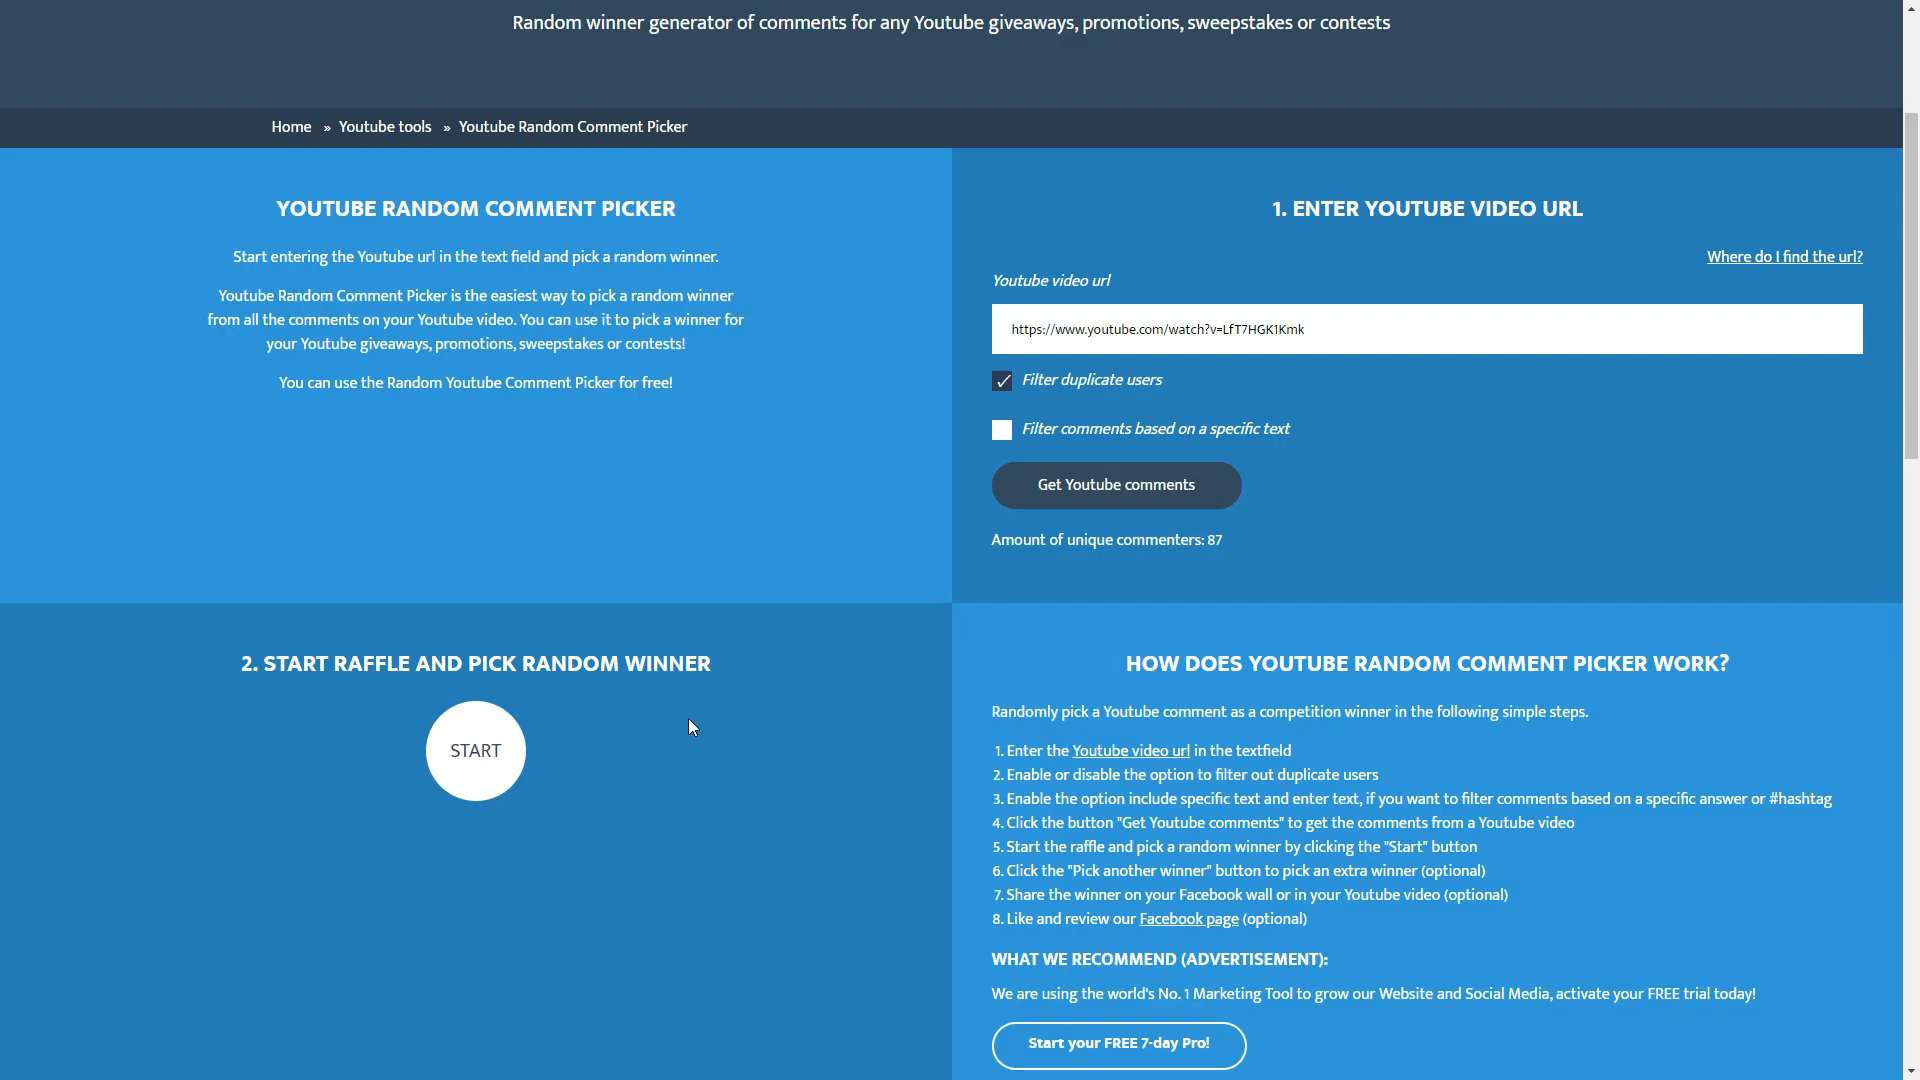 Random winner generator of comments for any Youtube giveaways, promotions, sweepstakes or contests
Home » Youtube tools » Youtube Random Comment Picker
YOUTUBE RANDOM COMMENT PICKER
Start entering the Youtube url in the text field and pick a random winner.
Youtube Random Comment Picker is the easiest way to pick a random winner
from all the comments on your Youtube video. You can use it to pick a winner for
your Youtube giveaways, promotions, sweepstakes or contests!
You can use the Random Youtube Comment Picker for free!
1. ENTER YOUTUBE VIDEO URL
Where do I find the url?
Youtube video url
https://www.youtube.com/watch?v=LfT7HGK1Kmk
Filter duplicate users
Filter comments based on a specific text
Get Youtube comments
Amount of unique commenters: 87
2. START RAFFLE AND PICK RANDOM WINNER
START
HOW DOES YOUTUBE RANDOM COMMENT PICKER WORK?
Randomly pick a Youtube comment as a competition winner in the following simple steps.
1. Enter the Youtube video url in the textfield
2. Enable or disable the option to filter out duplicate users
3. Enable the option include specific text and enter text, if you want to filter comments based on a specific answer or #hashtag
4. Click the button "Get Youtube comments" to get the comments from a Youtube video
5. Start the raffle and pick a random winner by clicking the "Start" button
6. Click the "Pick another winner" button to pick an extra winner (optional)
7. Share the winner on your Facebook wall or in your Youtube video (optional)
8. Like and review our Facebook page (optional)
WHAT WE RECOMMEND (ADVERTISEMENT):
We are using the world's No. 1 Marketing Tool to grow our Website and Social Media, activate your FREE trial today!
Start your FREE 7-day Pro!